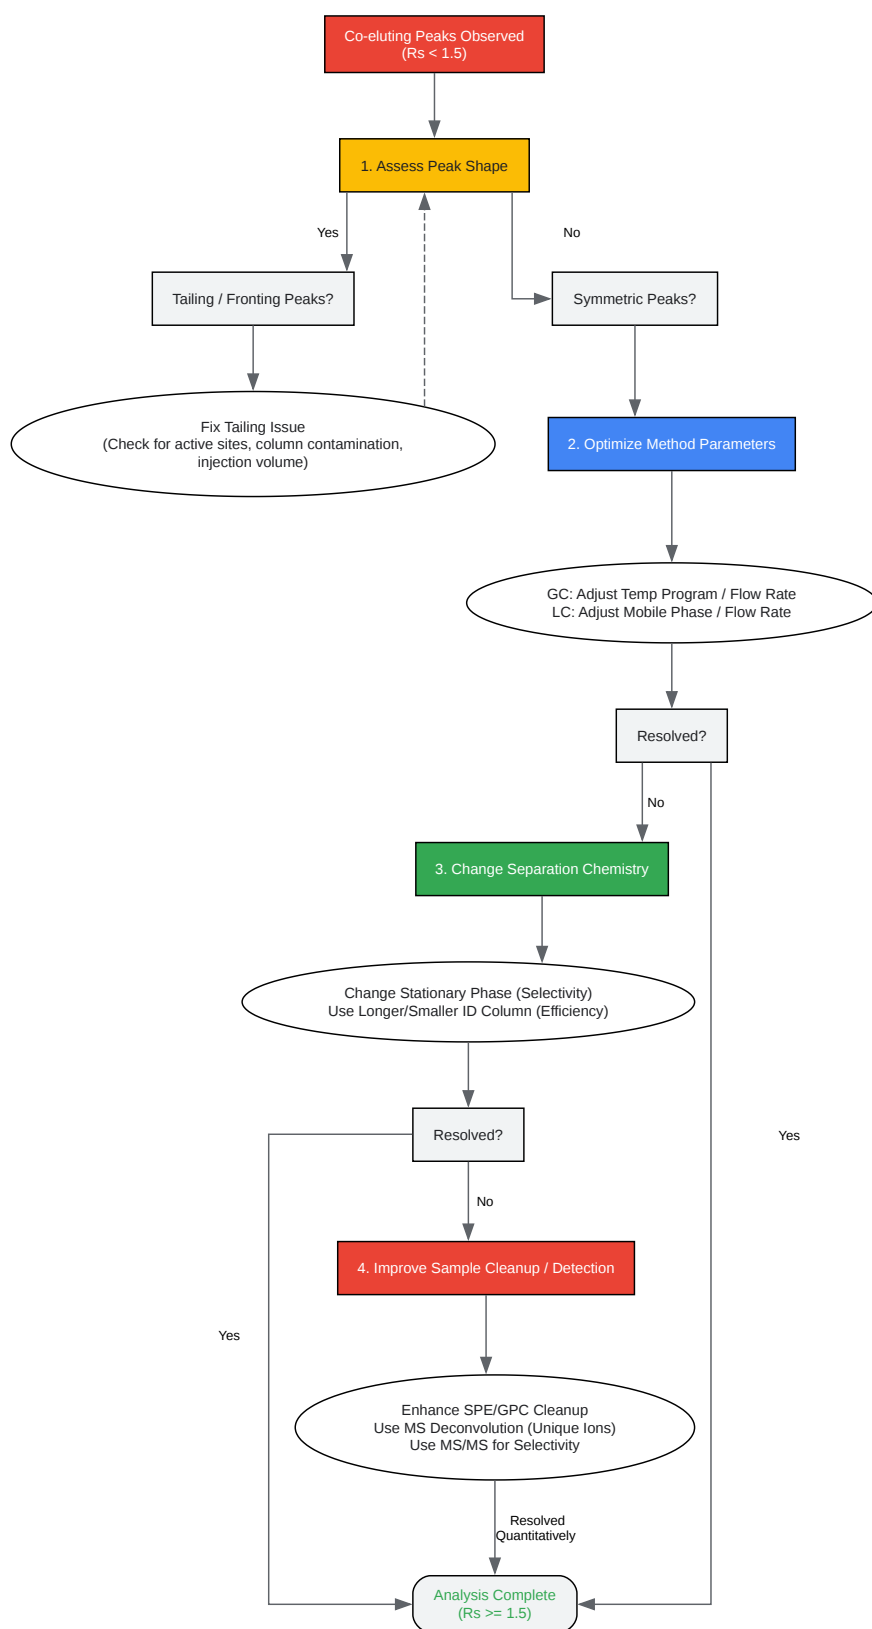 Co-eluting Peaks Observed
(Rs < 1.5)
1. Assess Peak Shape
Yes
No
Tailing / Fronting Peaks?
Symmetric Peaks?
Fix Tailing Issue
(Check for active sites, column contamination,
injection volume)
2. Optimize Method Parameters
GC: Adjust Temp Program / Flow Rate
LC: Adjust Mobile Phase / Flow Rate
Resolved?
No
3. Change Separation Chemistry
Change Stationary Phase (Selectivity)
Use Longer/Smaller ID Column (Efficiency)
Resolved?
Yes
No
4. Improve Sample Cleanup / Detection
Yes
Enhance SPE/GPC Cleanup
Use MS Deconvolution (Unique Ions)
Use MS/MS for Selectivity
Resolved
Quantitatively
Analysis Complete
(Rs >= 1.5)